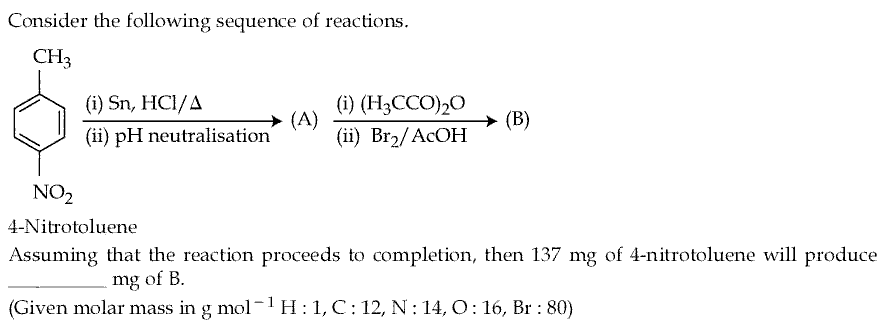 Consider the following sequence of reactions.
CH₃
(i) Sn, HCl/Δ
(ii) pH neutralisation
(A)
(i) (H₃CCO)₂O
(ii) Br₂/AcOH
(B)
NO₂
4-Nitrotoluene
Assuming that the reaction proceeds to completion, then 137 mg of 4-nitrotoluene will produce
__________ mg of B.
(Given molar mass in g mol⁻¹ H : 1, C : 12, N : 14, O : 16, Br : 80)